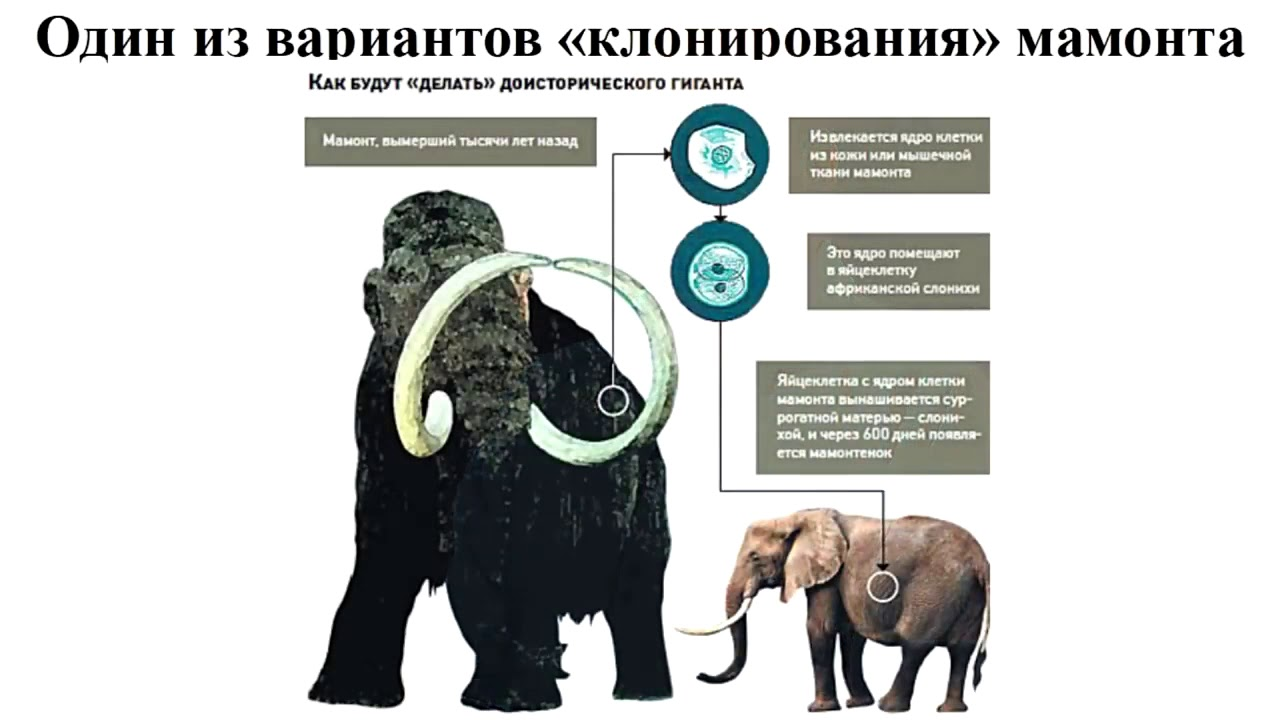 Один из вариантов «клонирования» мамонта
Как будут «делать» доисторического гиганта
Мамонт, вымерший тысячи лет назад
Извлекается ядро клетки
из кожи или мышечной
ткани мамонта
Это ядро помещают
в яйцеклетку
африканской слонихи
Яйцеклетка с ядром клетки
мамонта вынашивается сур-
рогатной матерью — слони-
хой, и через 600 дней появля-
ется мамонтенок